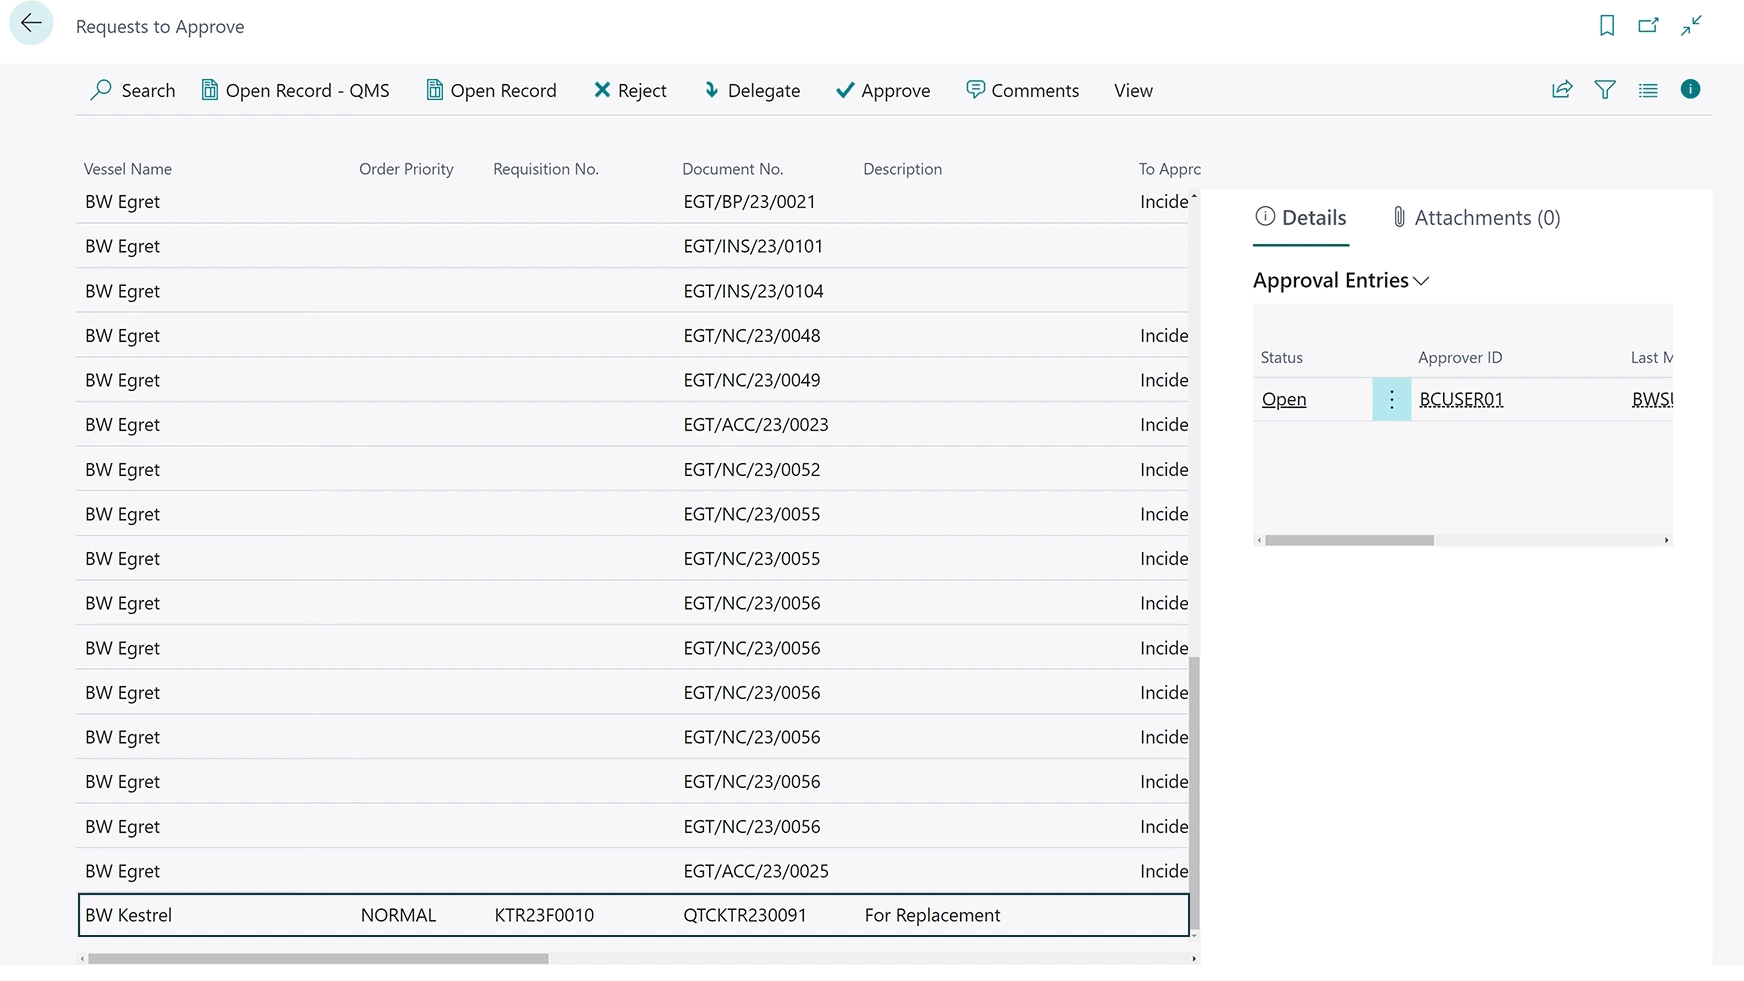 Requests to Approve
Search Open Record - QMS Open Record Reject Delegate Approve Comments View
Vessel Name Order Priority Requisition No. Document No. Description To Appro
BW Egret EGT/BP/23/0021 Incide
BW Egret EGT/INS/23/0101
BW Egret EGT/INS/23/0104
BW Egret EGT/NC/23/0048 Incide
BW Egret EGT/NC/23/0049 Incide
BW Egret EGT/ACC/23/0023 Incide
BW Egret EGT/NC/23/0052 Incide
BW Egret EGT/NC/23/0055 Incide
BW Egret EGT/NC/23/0055 Incide
BW Egret EGT/NC/23/0056 Incide
BW Egret EGT/NC/23/0056 Incide
BW Egret EGT/NC/23/0056 Incide
BW Egret EGT/NC/23/0056 Incide
BW Egret EGT/NC/23/0056 Incide
BW Egret EGT/NC/23/0056 Incide
BW Egret EGT/ACC/23/0025 Incide
BW Kestrel NORMAL KTR23F0010 QTCKTR230091 For Replacement
Details Attachments (0)
Approval Entries
Status Approver ID Last M
Open BCUSER01 BWSU